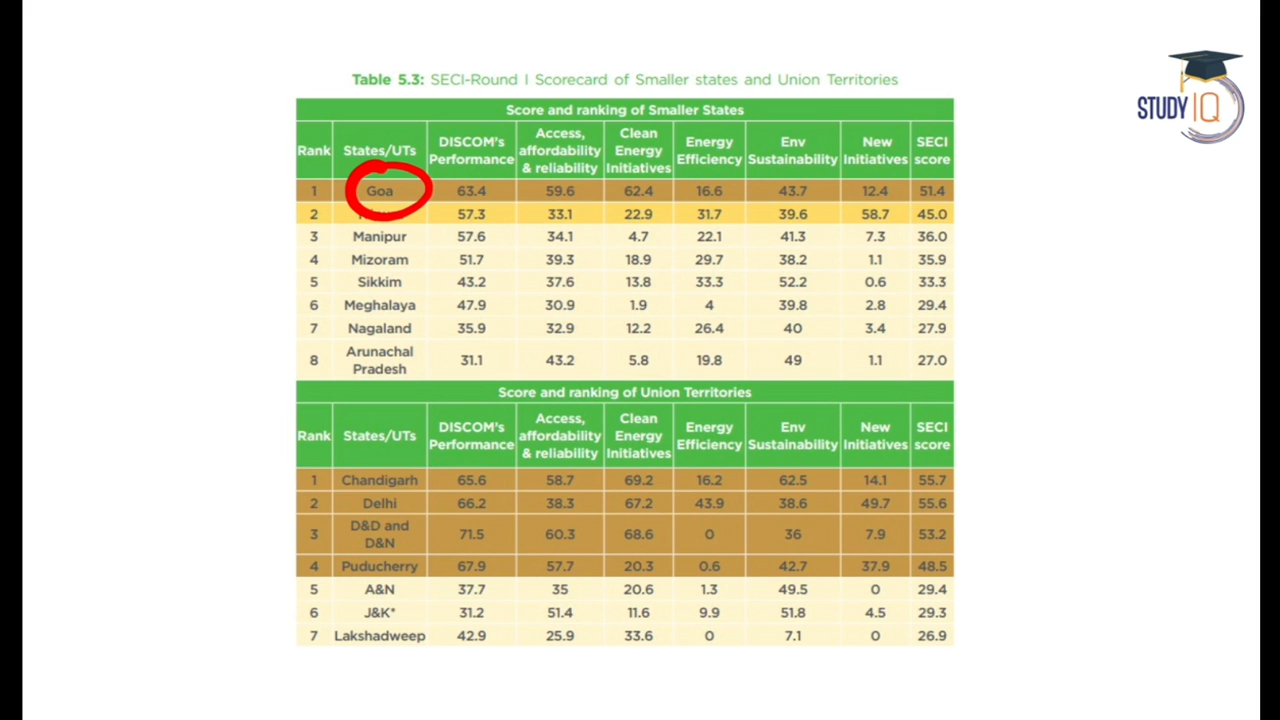 Table 5.3: SECI-Round I Scorecard of Smaller states and Union Territories
STUDY IQ
Score and ranking of Smaller States
Rank States/UTs DISCOM's Performance Access, affordability & reliability Clean Energy Initiatives Energy Efficiency Env Sustainability New Initiatives SECI score
1 Goa 63.4 59.6 62.4 16.6 43.7 12.4 51.4
2 57.3 33.1 22.9 31.7 39.6 58.7 45.0
3 Manipur 57.6 34.1 4.7 22.1 41.3 7.3 36.0
4 Mizoram 51.7 39.3 18.9 29.7 38.2 1.1 35.9
5 Sikkim 43.2 37.6 13.8 33.3 52.2 0.6 33.3
6 Meghalaya 47.9 30.9 1.9 4 39.8 2.8 29.4
7 Nagaland 35.9 32.9 12.2 26.4 40 3.4 27.9
8 Arunachal Pradesh 31.1 43.2 5.8 19.8 49 1.1 27.0
Score and ranking of Union Territories
Rank States/UTs DISCOM's Performance Access, affordability & reliability Clean Energy Initiatives Energy Efficiency Env Sustainability New Initiatives SECI score
1 Chandigarh 65.6 58.7 69.2 16.2 62.5 14.1 55.7
2 Delhi 66.2 38.3 67.2 43.9 38.6 49.7 55.6
3 D&D and D&N 71.5 60.3 68.6 0 36 7.9 53.2
4 Puducherry 67.9 57.7 20.3 0.6 42.7 37.9 48.5
5 A&N 37.7 35 20.6 1.3 49.5 0 29.4
6 J&K* 31.2 51.4 11.6 9.9 51.8 4.5 29.3
7 Lakshadweep 42.9 25.9 33.6 0 7.1 0 26.9